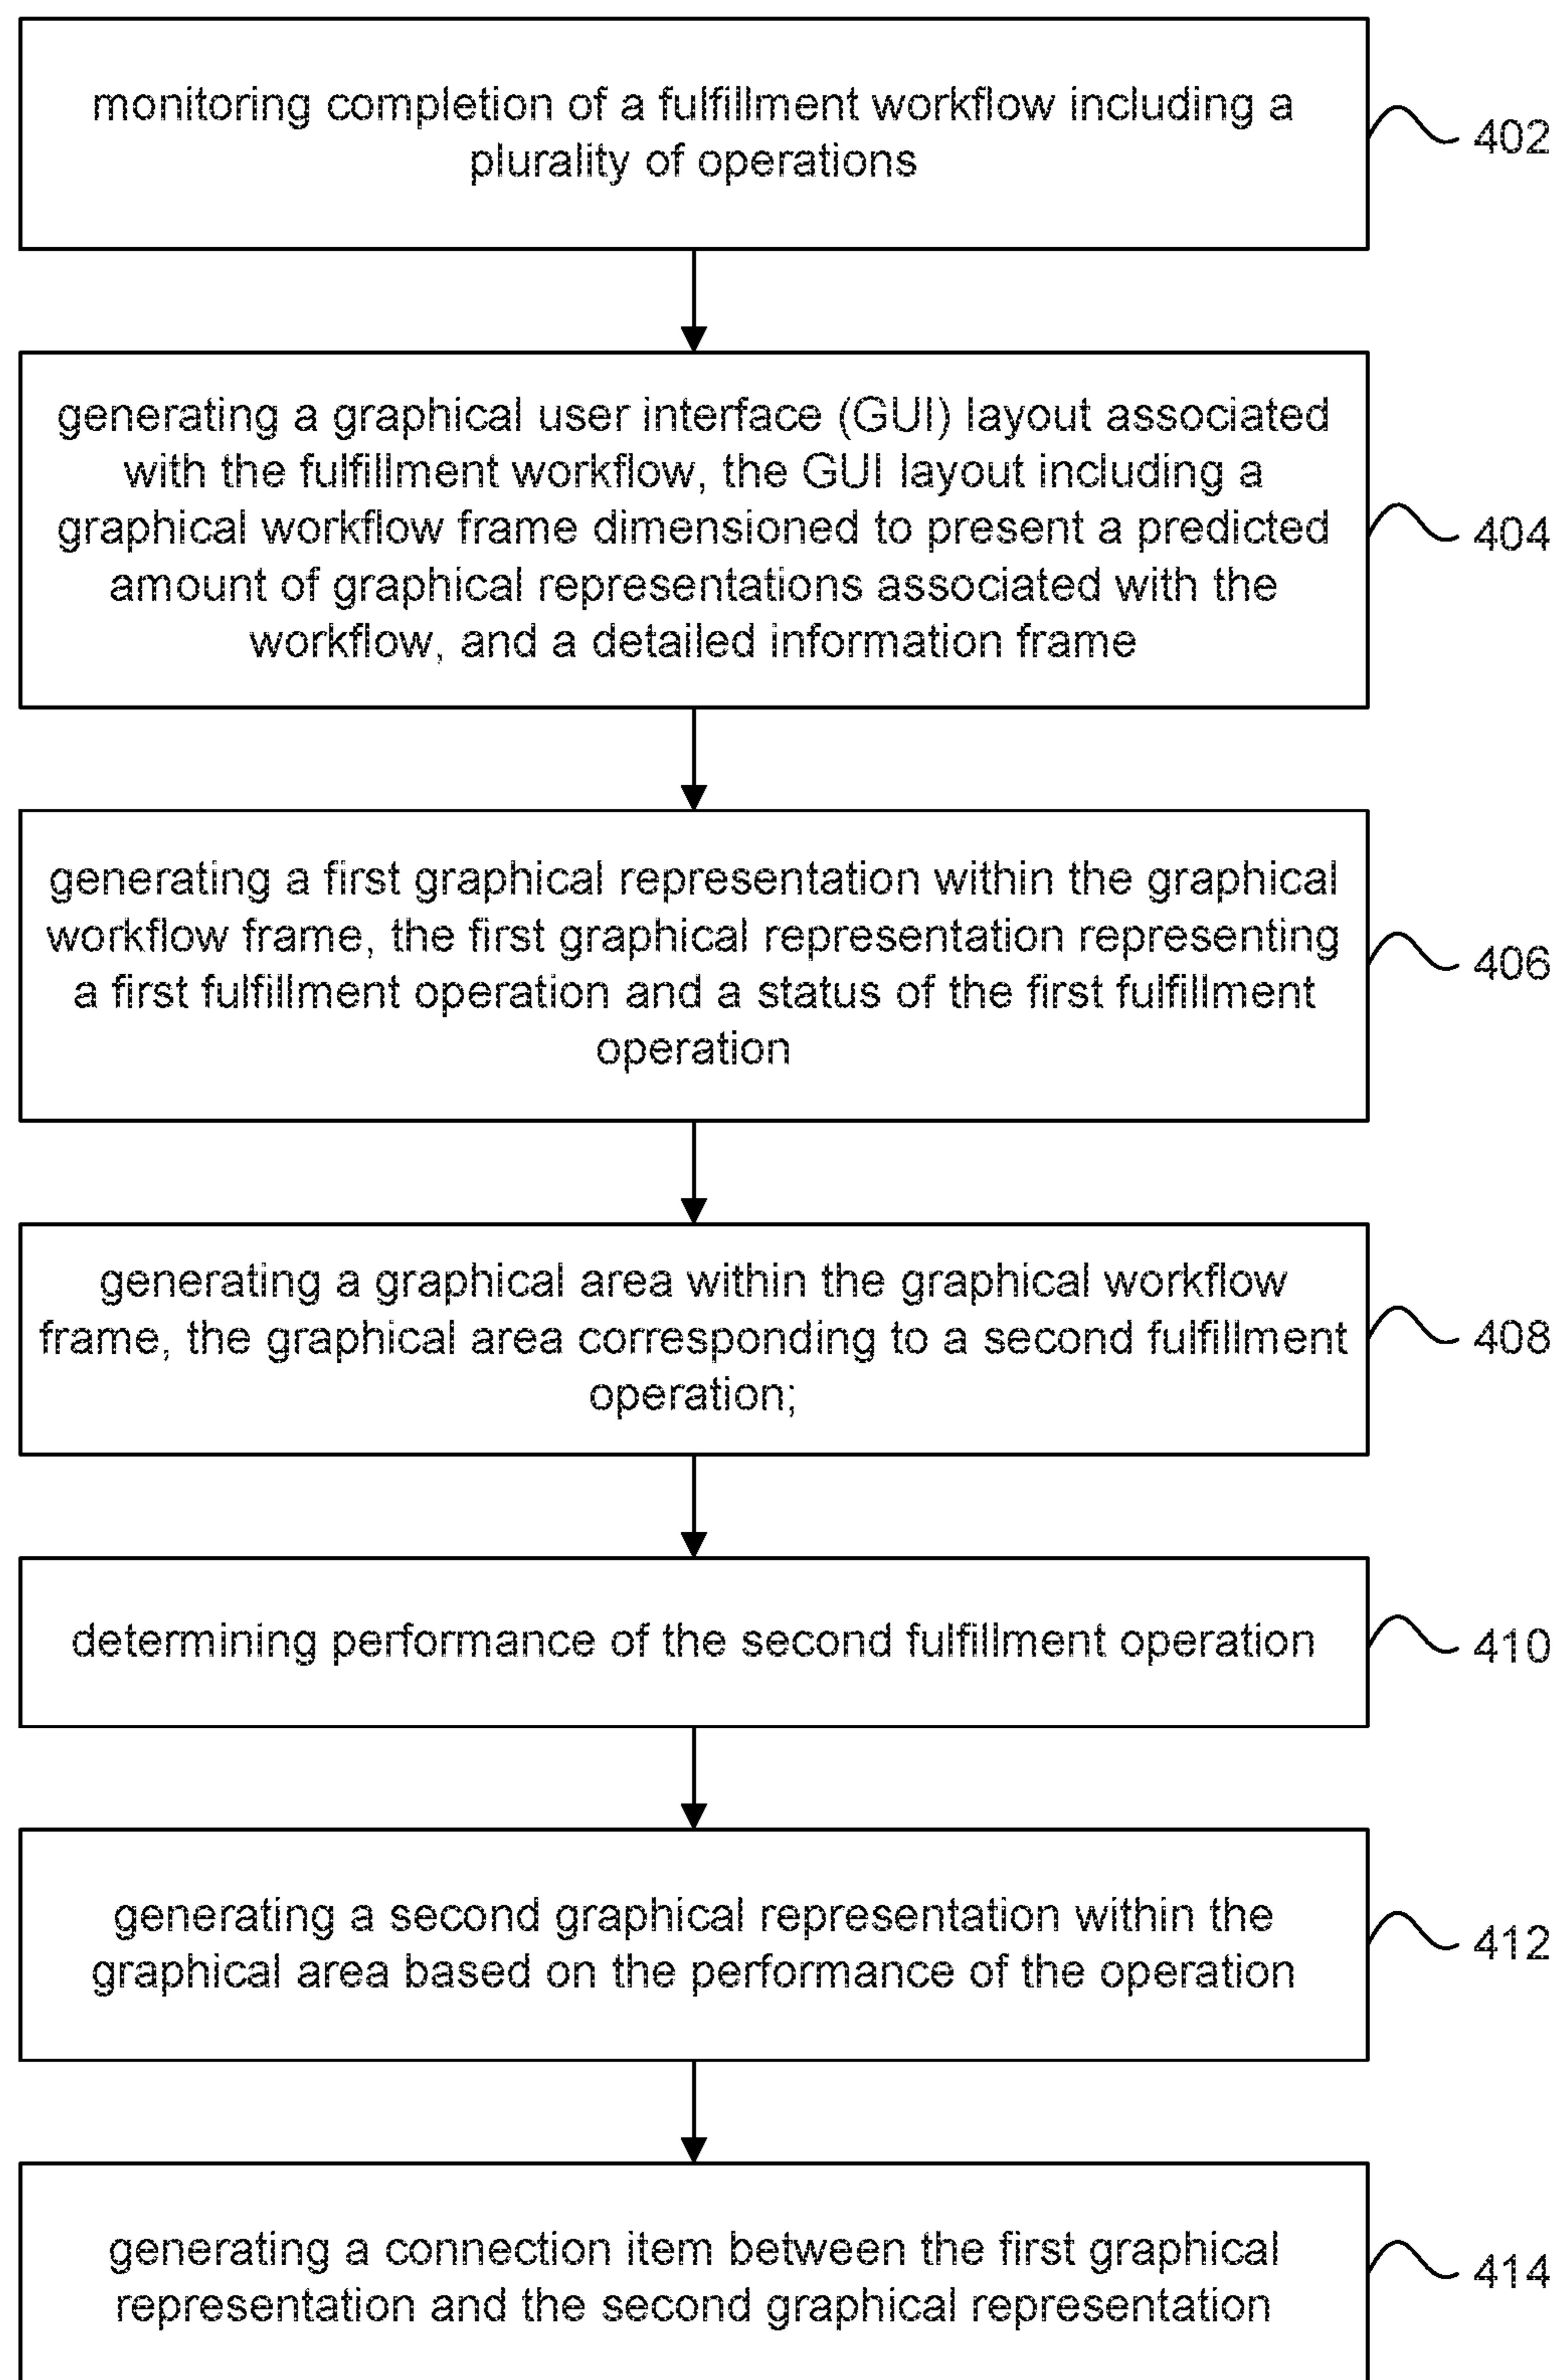 monitoring completion of a fulfillment workflow including a
plurality of operations
402
generating a graphical user interface (GUI) layout associated
with the fulfillment workflow, the GUI layout including a
graphical workflow frame dimensioned to present a predicted
amount of graphical representations associated with the
workflow, and a detailed information frame
404
generating a first graphical representation within the graphical
workflow frame, the first graphical representation representing
a first fulfillment operation and a status of the first fulfillment
operation
406
generating a graphical area within the graphical workflow
frame, the graphical area corresponding to a second fulfillment
operation;
408
determining performance of the second fulfillment operation
410
generating a second graphical representation within the
graphical area based on the performance of the operation
412
generating a connection item between the first graphical
representation and the second graphical representation
414